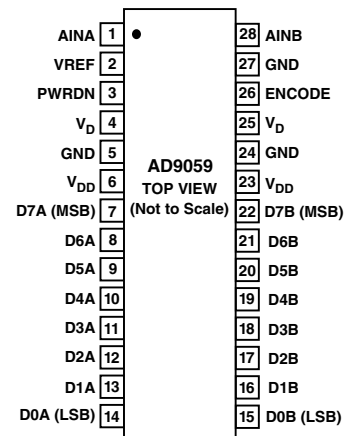 AINA 1 28 AINB
VREF 2 27 GND
PWRDN 3 26 ENCODE
VD 4 25 VD
GND 5 24 GND
VDD 6 23 VDD
AD9059
TOP VIEW
(Not to Scale)
D7A (MSB) 7 22 D7B (MSB)
D6A 8 21 D6B
D5A 9 20 D5B
D4A 10 19 D4B
D3A 11 18 D3B
D2A 12 17 D2B
D1A 13 16 D1B
D0A (LSB) 14 15 D0B (LSB)